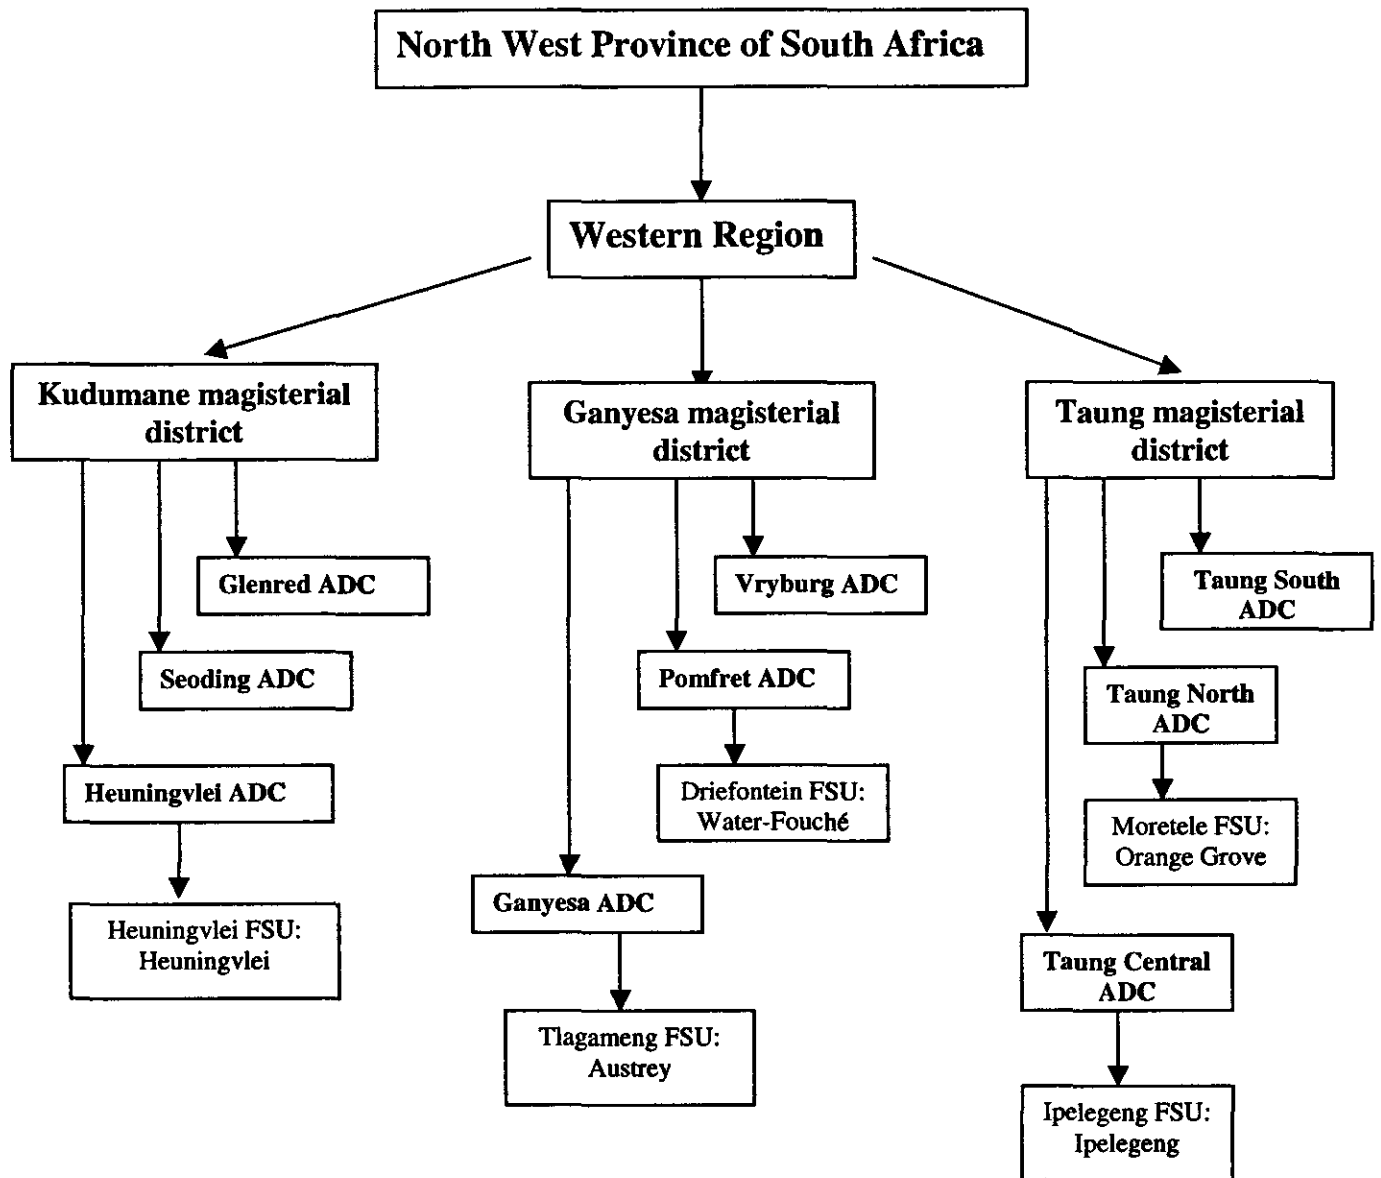 North West Province of South Africa
Western Region
Kudumane magisterial
district
Ganyesa magisterial
district
Taung magisterial
district
Glenred ADC
Vryburg ADC
Taung South
ADC
Seoding ADC
Pomfret ADC
Taung North
ADC
Heuningvlei ADC
Driefontein FSU:
Water-Fouché
Moretele FSU:
Orange Grove
Ganyesa ADC
Heuningvlei FSU:
Heuningvlei
Taung Central
ADC
Tlagameng FSU:
Austrey
Ipelegeng FSU:
Ipelegeng